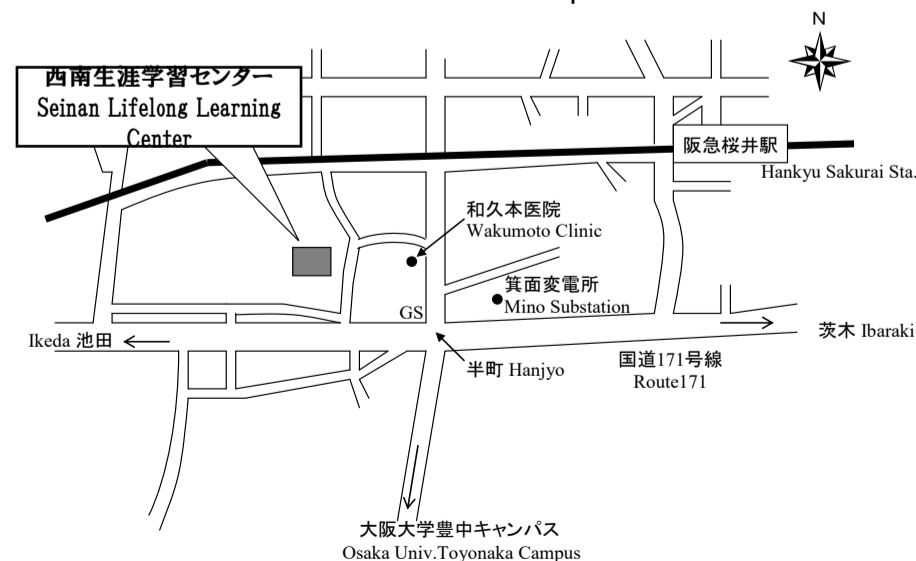 N
西南生涯学習センター
Seinan Lifelong Learning
Center
阪急桜井駅
Hankyu Sakurai Sta.
和久本医院
Wakumoto Clinic
箕面変電所
Mino Substation
GS
Ikeda 池田
半町 Hanjyo
国道171号線
Route171
茨木 Ibaraki
大阪大学豊中キャンパス
Osaka Univ.Toyonaka Campus